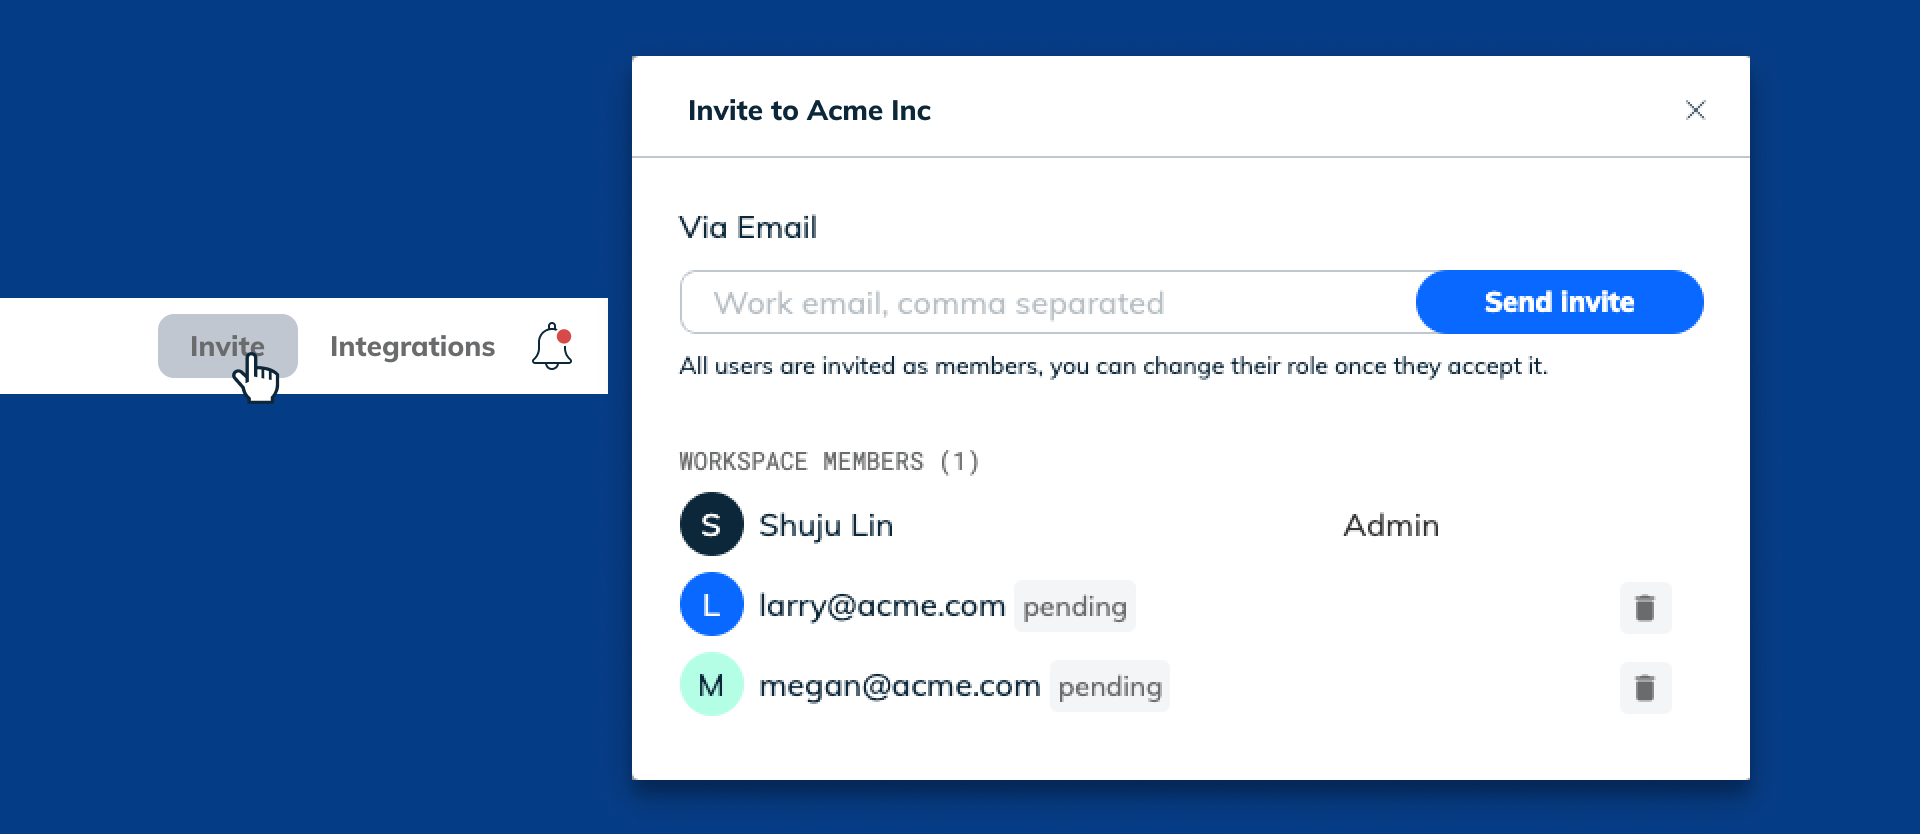 Invite
Integrations
Invite to Acme Inc
Via Email
Work email, comma separated
Send invite
All users are invited as members, you can change their role once they accept it.
WORKSPACE MEMBERS (1)
S Shuju Lin Admin
L larry@acme.com pending
M megan@acme.com pending